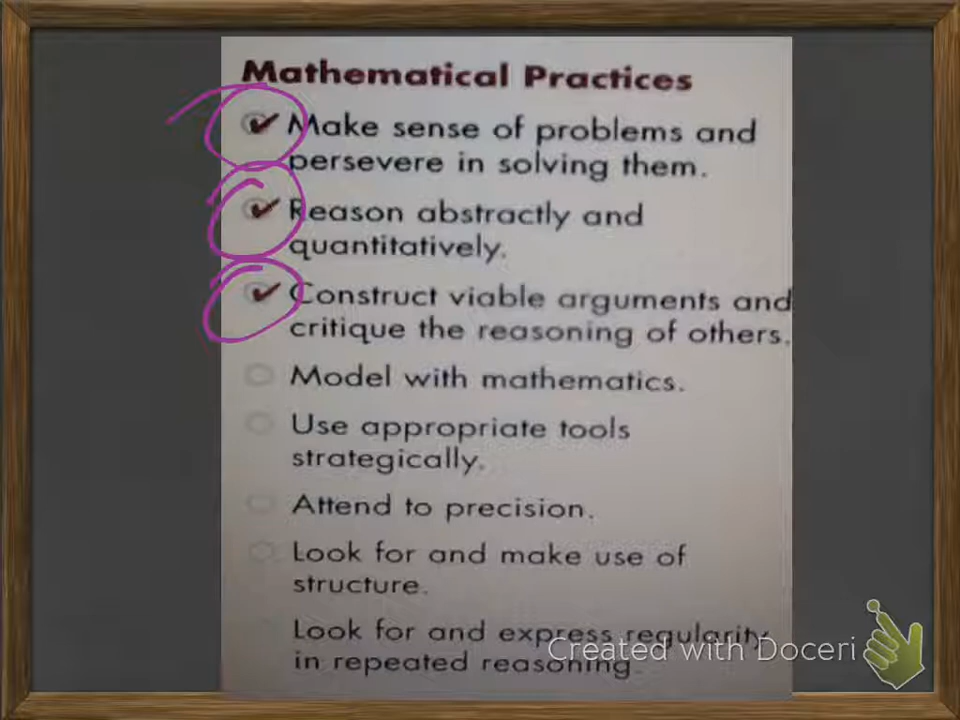 Mathematical Practices
Make sense of problems and
persevere in solving them.
Reason abstractly and
quantitatively.
Construct viable arguments and
critique the reasoning of others.
Model with mathematics.
Use appropriate tools
strategically.
Attend to precision.
Look for and make use of
structure.
Look for and express regularity
in repeated reasoning.
Created with Doceri